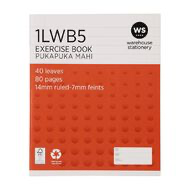 1LWB5
EXERCISE BOOK
PUKAPUKA MAHI
WS
warehouse
stationery
40 leaves
80 pages
14mm ruled-7mm feints